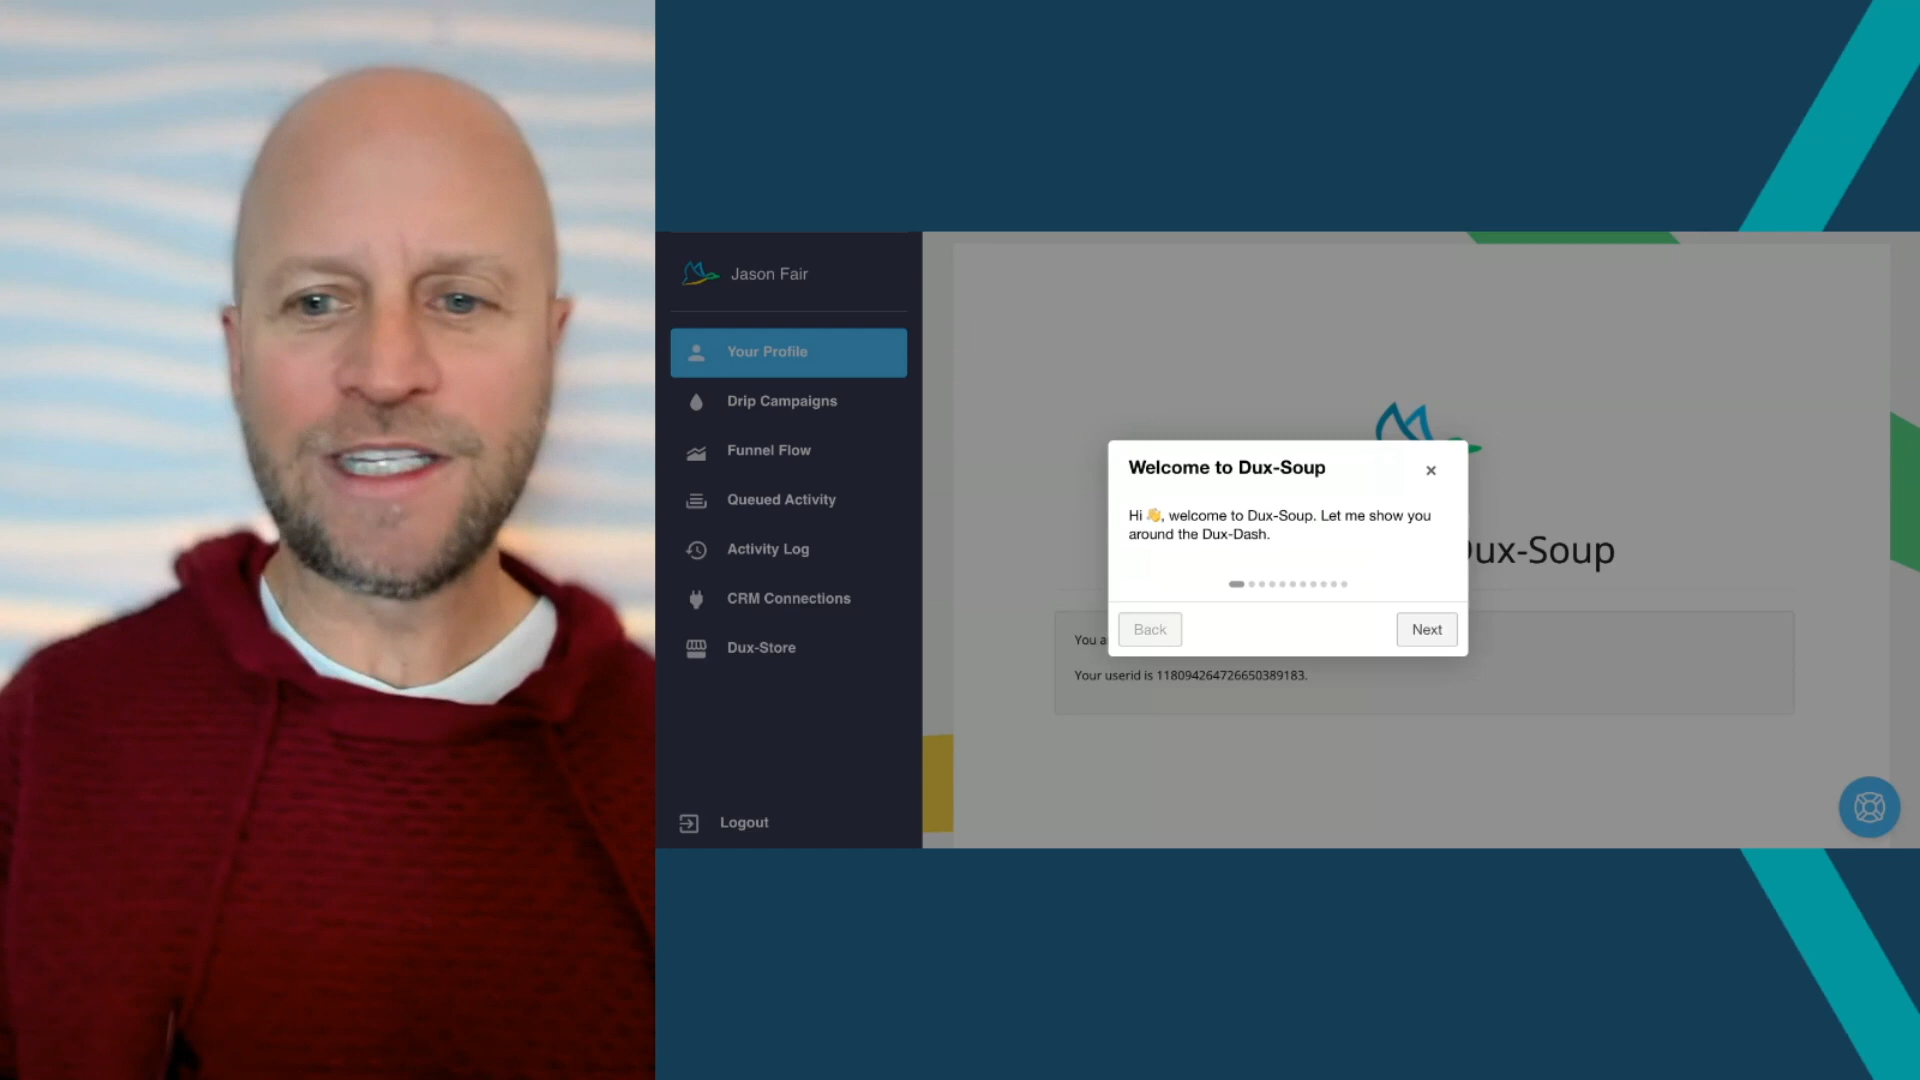 Jason Fair
Your Profile
Drip Campaigns
Funnel Flow
Queued Activity
Activity Log
CRM Connections
Dux-Store
Logout
Welcome to Dux-Soup
×
Hi 👋, welcome to Dux-Soup. Let me show you
around the Dux-Dash.
Back
Next
Dux-Soup
You a
Your userid is 118094264726650389183.